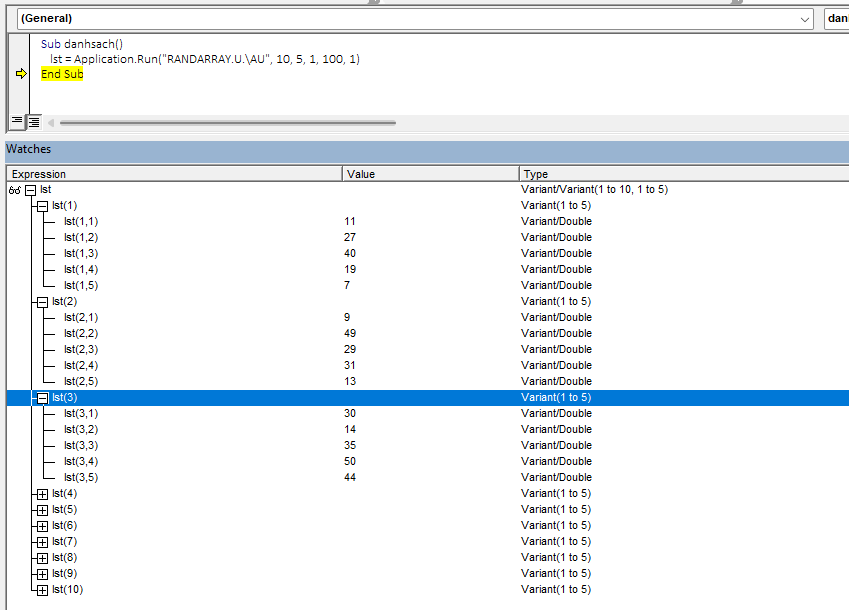 (General)
dan
Sub danhsach()
lst = Application.Run("RANDARRAY.U.\AU", 10, 5, 1, 100, 1)
End Sub
Watches
Expression Value Type
lst Variant/Variant(1 to 10, 1 to 5)
lst(1) Variant(1 to 5)
lst(1,1) 11 Variant/Double
lst(1,2) 27 Variant/Double
lst(1,3) 40 Variant/Double
lst(1,4) 19 Variant/Double
lst(1,5) 7 Variant/Double
lst(2) Variant(1 to 5)
lst(2,1) 9 Variant/Double
lst(2,2) 49 Variant/Double
lst(2,3) 29 Variant/Double
lst(2,4) 31 Variant/Double
lst(2,5) 13 Variant/Double
lst(3) Variant(1 to 5)
lst(3,1) 30 Variant/Double
lst(3,2) 14 Variant/Double
lst(3,3) 35 Variant/Double
lst(3,4) 50 Variant/Double
lst(3,5) 44 Variant/Double
lst(4) Variant(1 to 5)
lst(5) Variant(1 to 5)
lst(6) Variant(1 to 5)
lst(7) Variant(1 to 5)
lst(8) Variant(1 to 5)
lst(9) Variant(1 to 5)
lst(10) Variant(1 to 5)